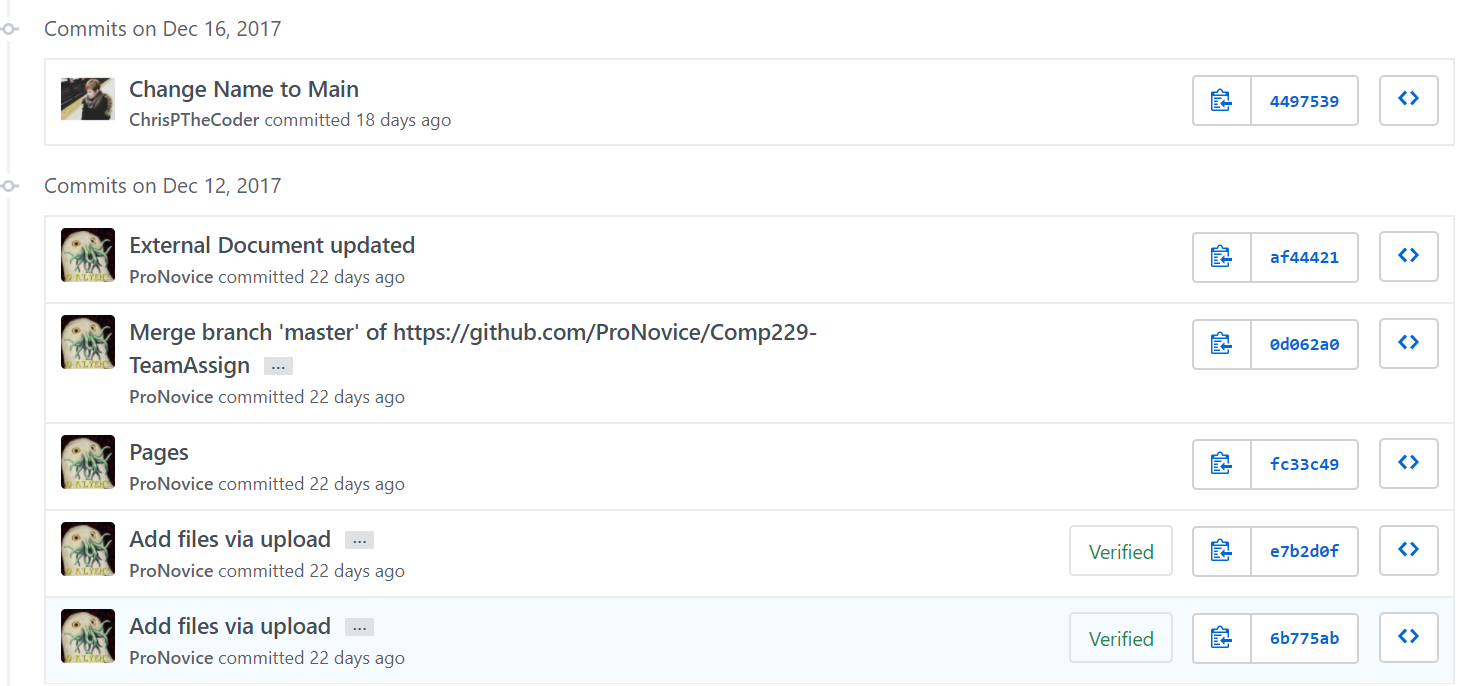 Commits on Dec 16, 2017
Change Name to Main
ChrisPTheCoder committed 18 days ago
4497539
Commits on Dec 12, 2017
External Document updated
ProNovice committed 22 days ago
af44421
Merge branch 'master' of https://github.com/ProNovice/Comp229-
TeamAssign ...
ProNovice committed 22 days ago
0d062a0
Pages
ProNovice committed 22 days ago
fc33c49
Add files via upload ...
ProNovice committed 22 days ago
Verified
e7b2d0f
Add files via upload ...
ProNovice committed 22 days ago
Verified
6b775ab